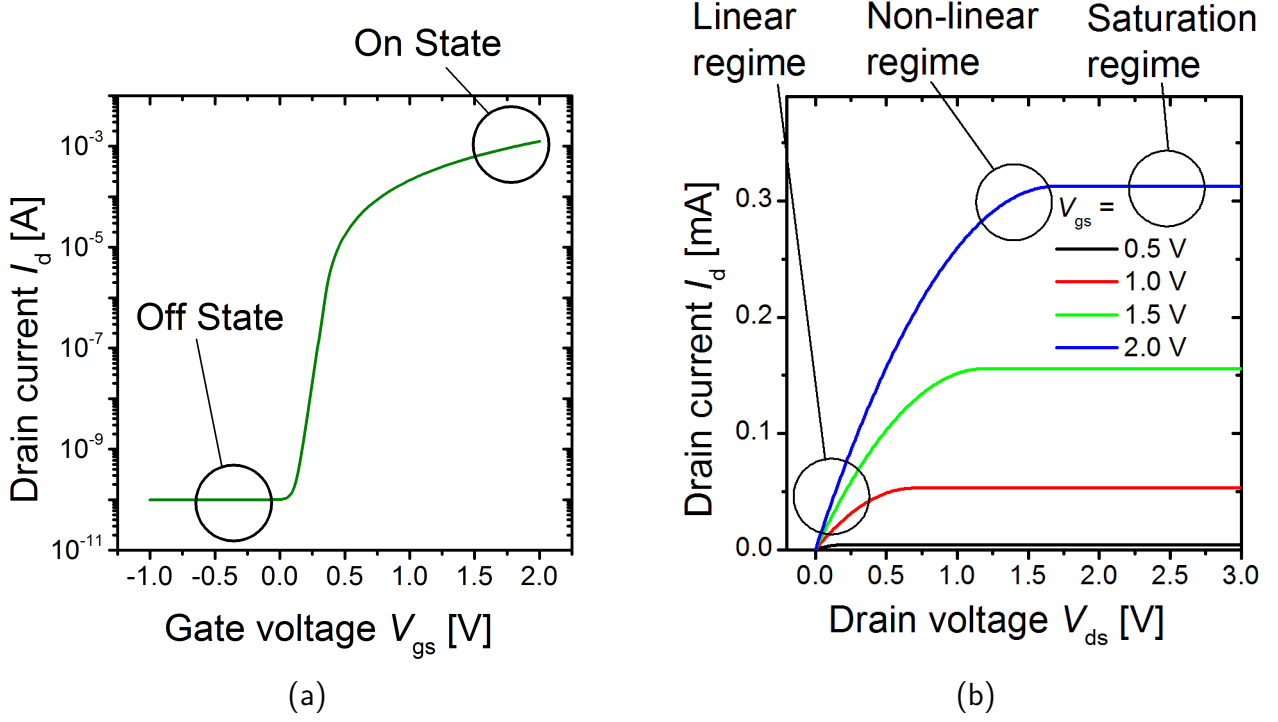 On State
Off State
Drain current I_d [A]
10^-3
10^-5
10^-7
10^-9
10^-11
-1.0 -0.5 0.0 0.5 1.0 1.5 2.0
Gate voltage V_gs [V]
(a)
Linear regime
Non-linear regime
Saturation regime
Drain current I_d [mA]
0.3
0.2
0.1
0.0
V_gs =
0.5 V
1.0 V
1.5 V
2.0 V
0.0 0.5 1.0 1.5 2.0 2.5 3.0
Drain voltage V_ds [V]
(b)